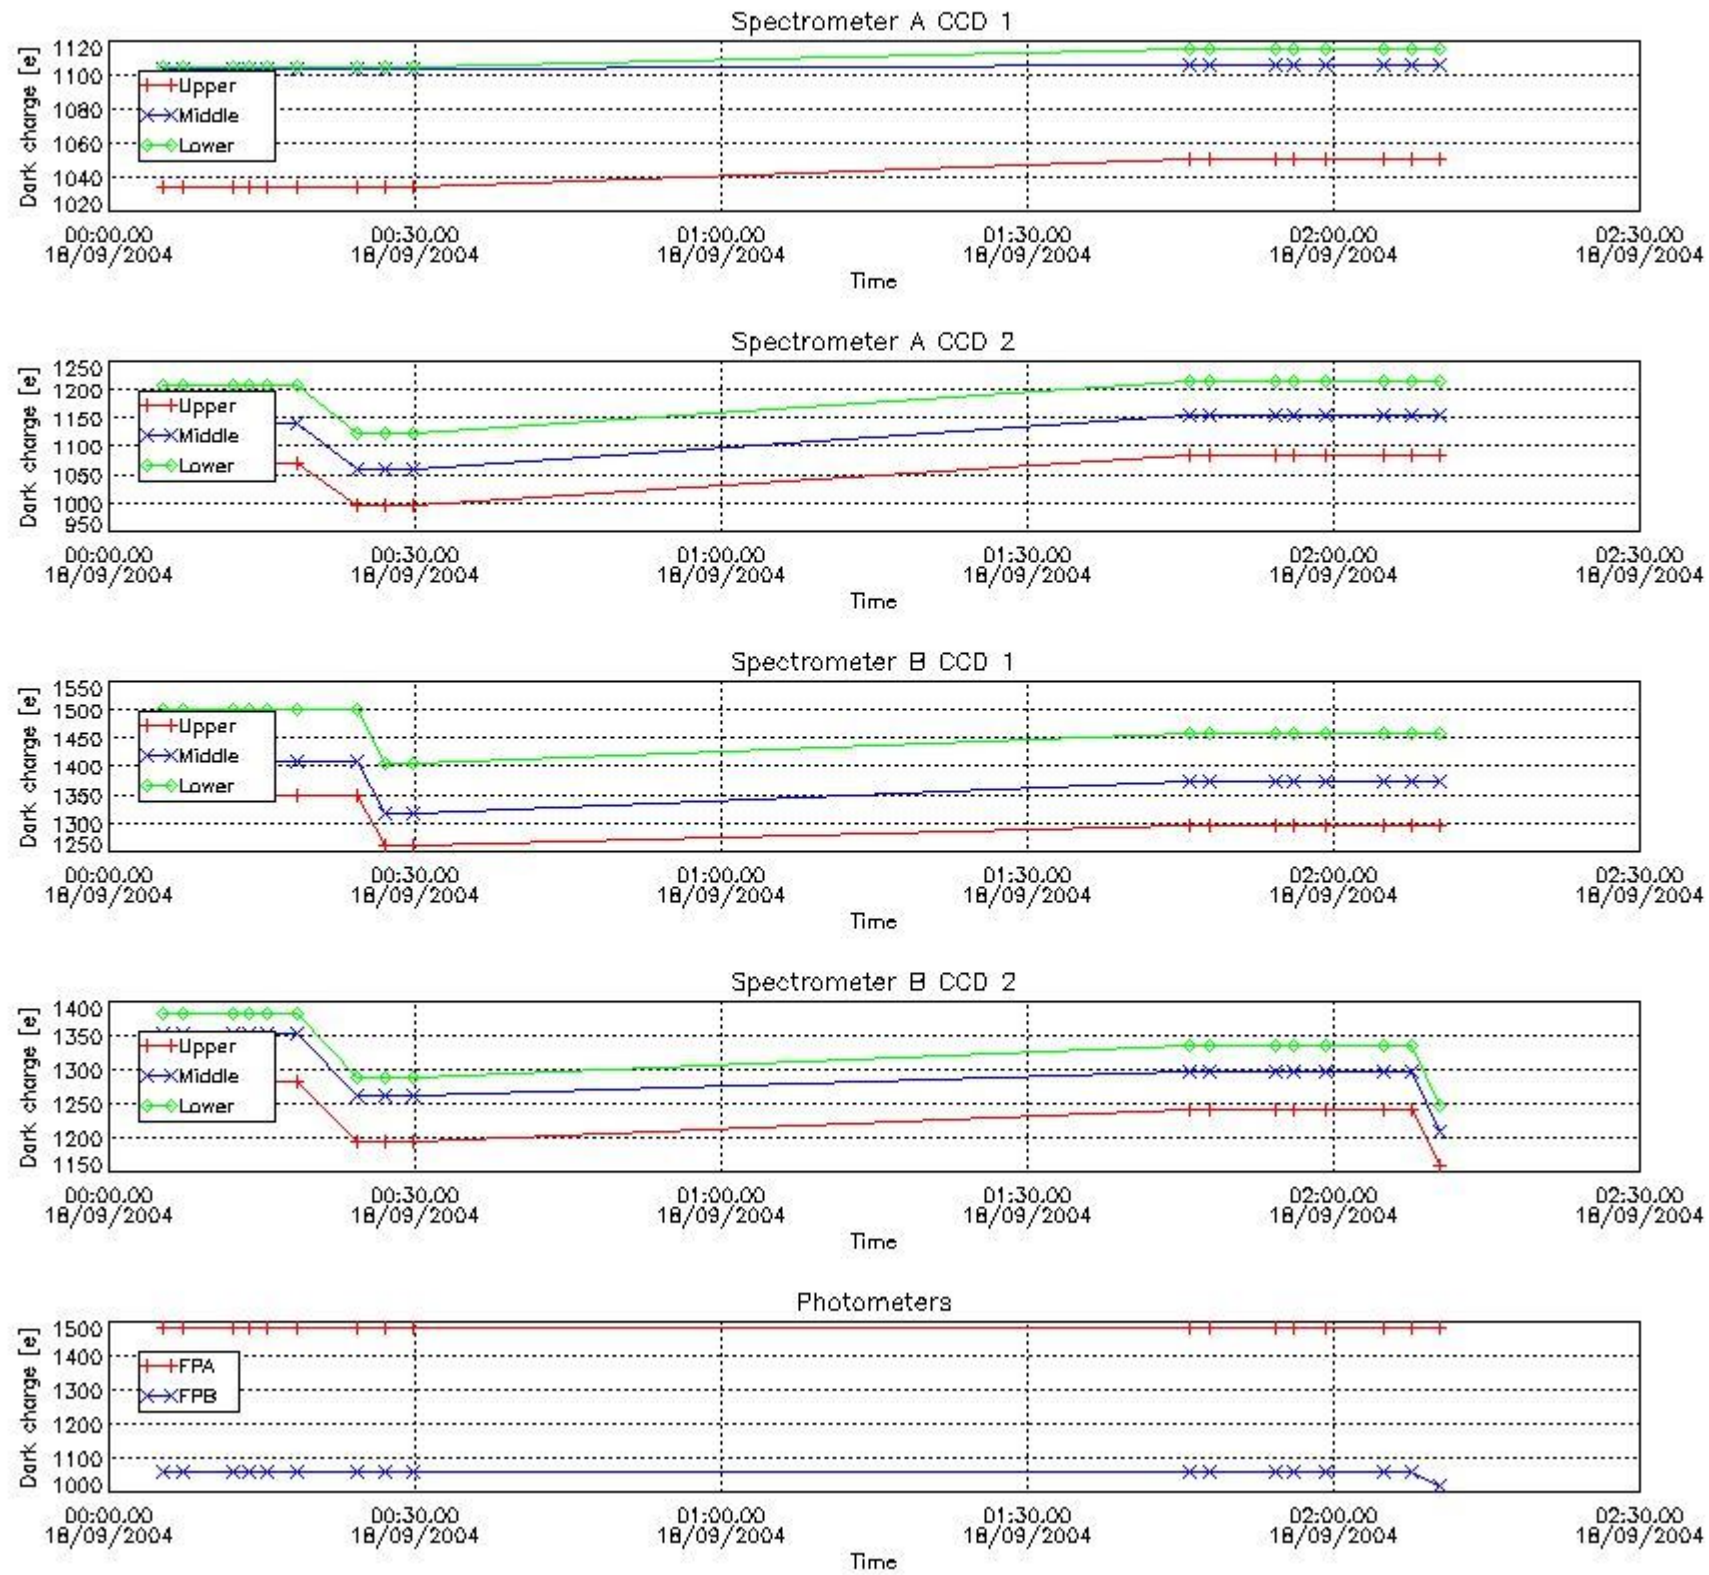 Spectrometer A CCD 1
Dark charge [e]
1120
1100
1080
1060
1040
1020
Upper
Middle
Lower
00:00.00 00:30.00 01:00.00 01:30.00 02:00.00 02:30.00
18/09/2004 18/09/2004 18/09/2004 18/09/2004 18/09/2004 18/09/2004
Time
Spectrometer A CCD 2
Dark charge [e]
1250
1200
1150
1100
1050
1000
950
Upper
Middle
Lower
00:00.00 00:30.00 01:00.00 01:30.00 02:00.00 02:30.00
18/09/2004 18/09/2004 18/09/2004 18/09/2004 18/09/2004 18/09/2004
Time
Spectrometer B CCD 1
Dark charge [e]
1550
1500
1450
1400
1350
1300
1250
Upper
Middle
Lower
00:00.00 00:30.00 01:00.00 01:30.00 02:00.00 02:30.00
18/09/2004 18/09/2004 18/09/2004 18/09/2004 18/09/2004 18/09/2004
Time
Spectrometer B CCD 2
Dark charge [e]
1400
1350
1300
1250
1200
1150
Upper
Middle
Lower
00:00.00 00:30.00 01:00.00 01:30.00 02:00.00 02:30.00
18/09/2004 18/09/2004 18/09/2004 18/09/2004 18/09/2004 18/09/2004
Time
Photometers
Dark charge [e]
1500
1400
1300
1200
1100
1000
FPA
FPB
00:00.00 00:30.00 01:00.00 01:30.00 02:00.00 02:30.00
18/09/2004 18/09/2004 18/09/2004 18/09/2004 18/09/2004 18/09/2004
Time